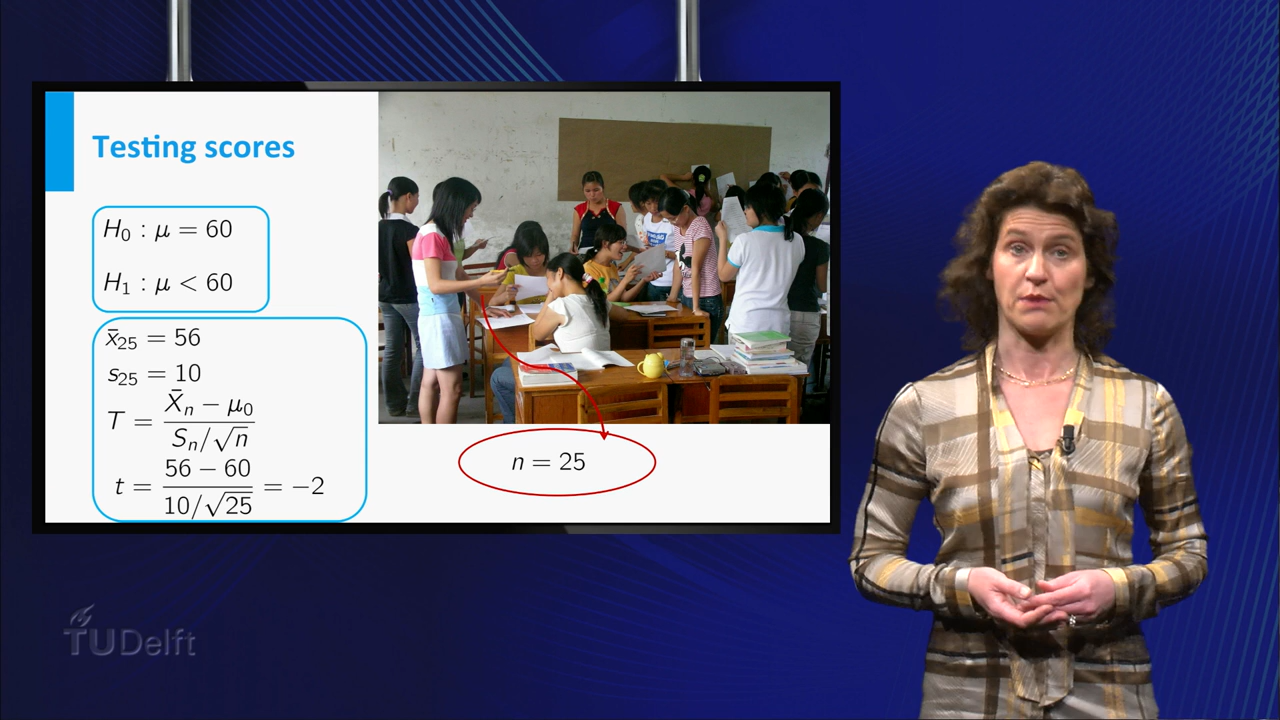 Testing scores
H₀ : μ = 60
H₁ : μ < 60
x̄₂₅ = 56
s₂₅ = 10
T = (X̄ₙ − μ₀) / (Sₙ/√n)
t = (56 − 60) / (10/√25) = −2
n = 25
TUDelft